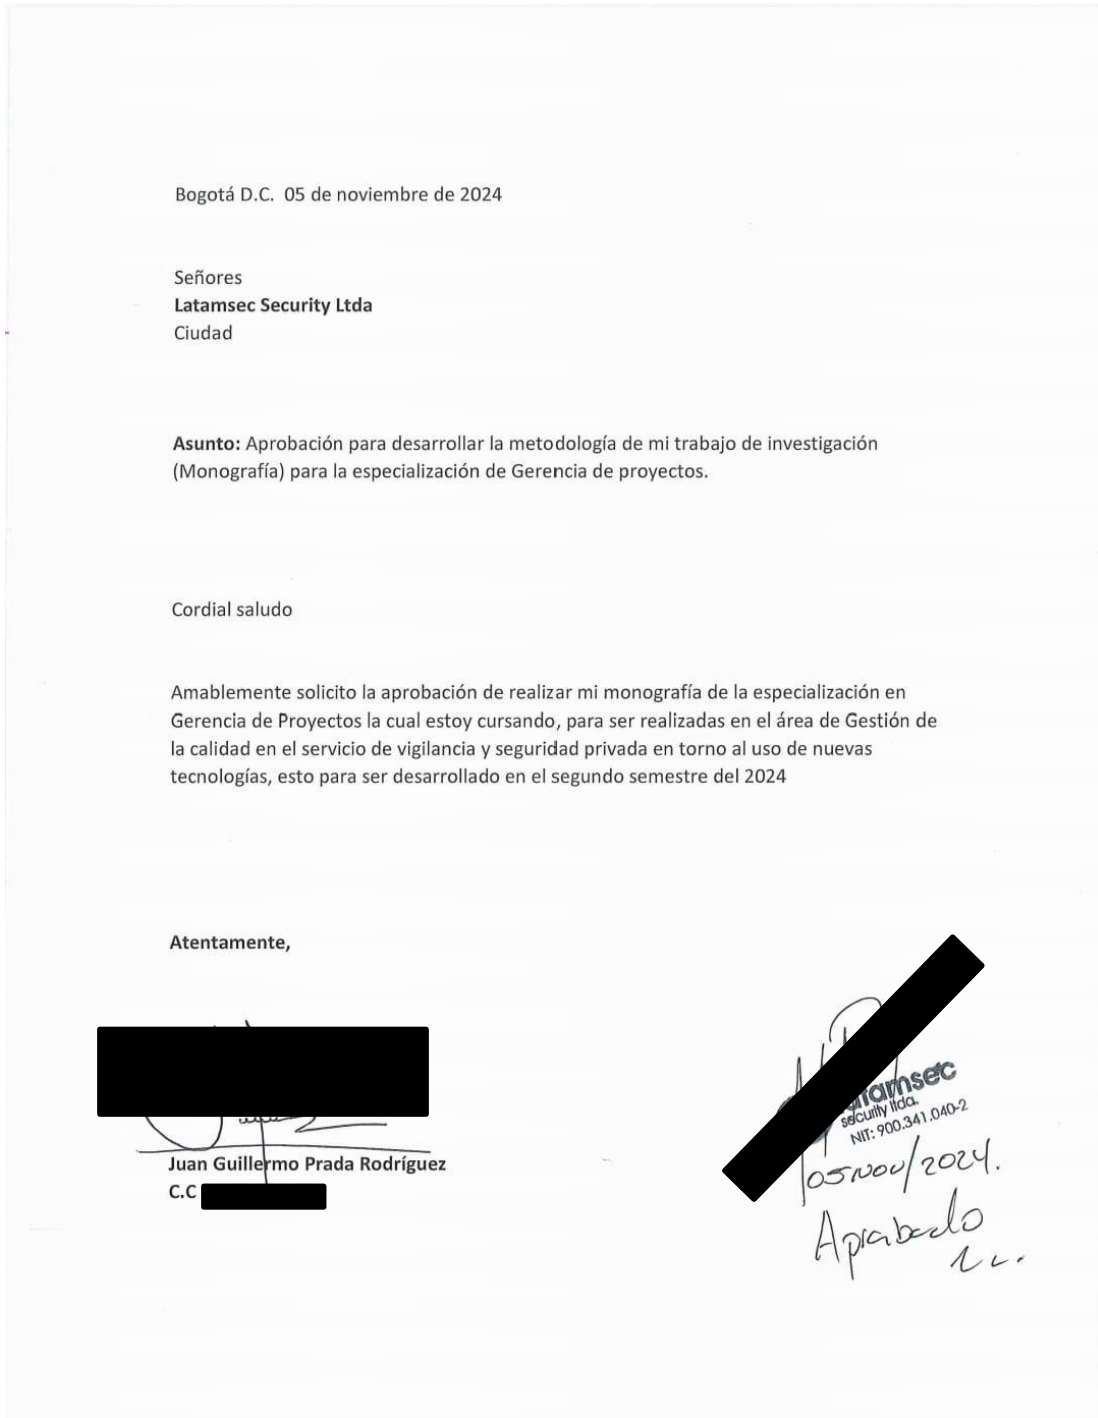 Bogotá D.C. 05 de noviembre de 2024
Señores
Latamsec Security Ltda
Ciudad
Asunto: Aprobación para desarrollar la metodología de mi trabajo de investigación
(Monografía) para la especialización de Gerencia de proyectos.
Cordial saludo
Amablemente solicito la aprobación de realizar mi monografía de la especialización en
Gerencia de Proyectos la cual estoy cursando, para ser realizadas en el área de Gestión de
la calidad en el servicio de vigilancia y seguridad privada en torno al uso de nuevas
tecnologías, esto para ser desarrollado en el segundo semestre del 2024
Atentamente,
Juan Guillermo Prada Rodríguez
C.C
security ltda.
NIT: 900.341.040-2
05 NOV/2024.
Aprobado